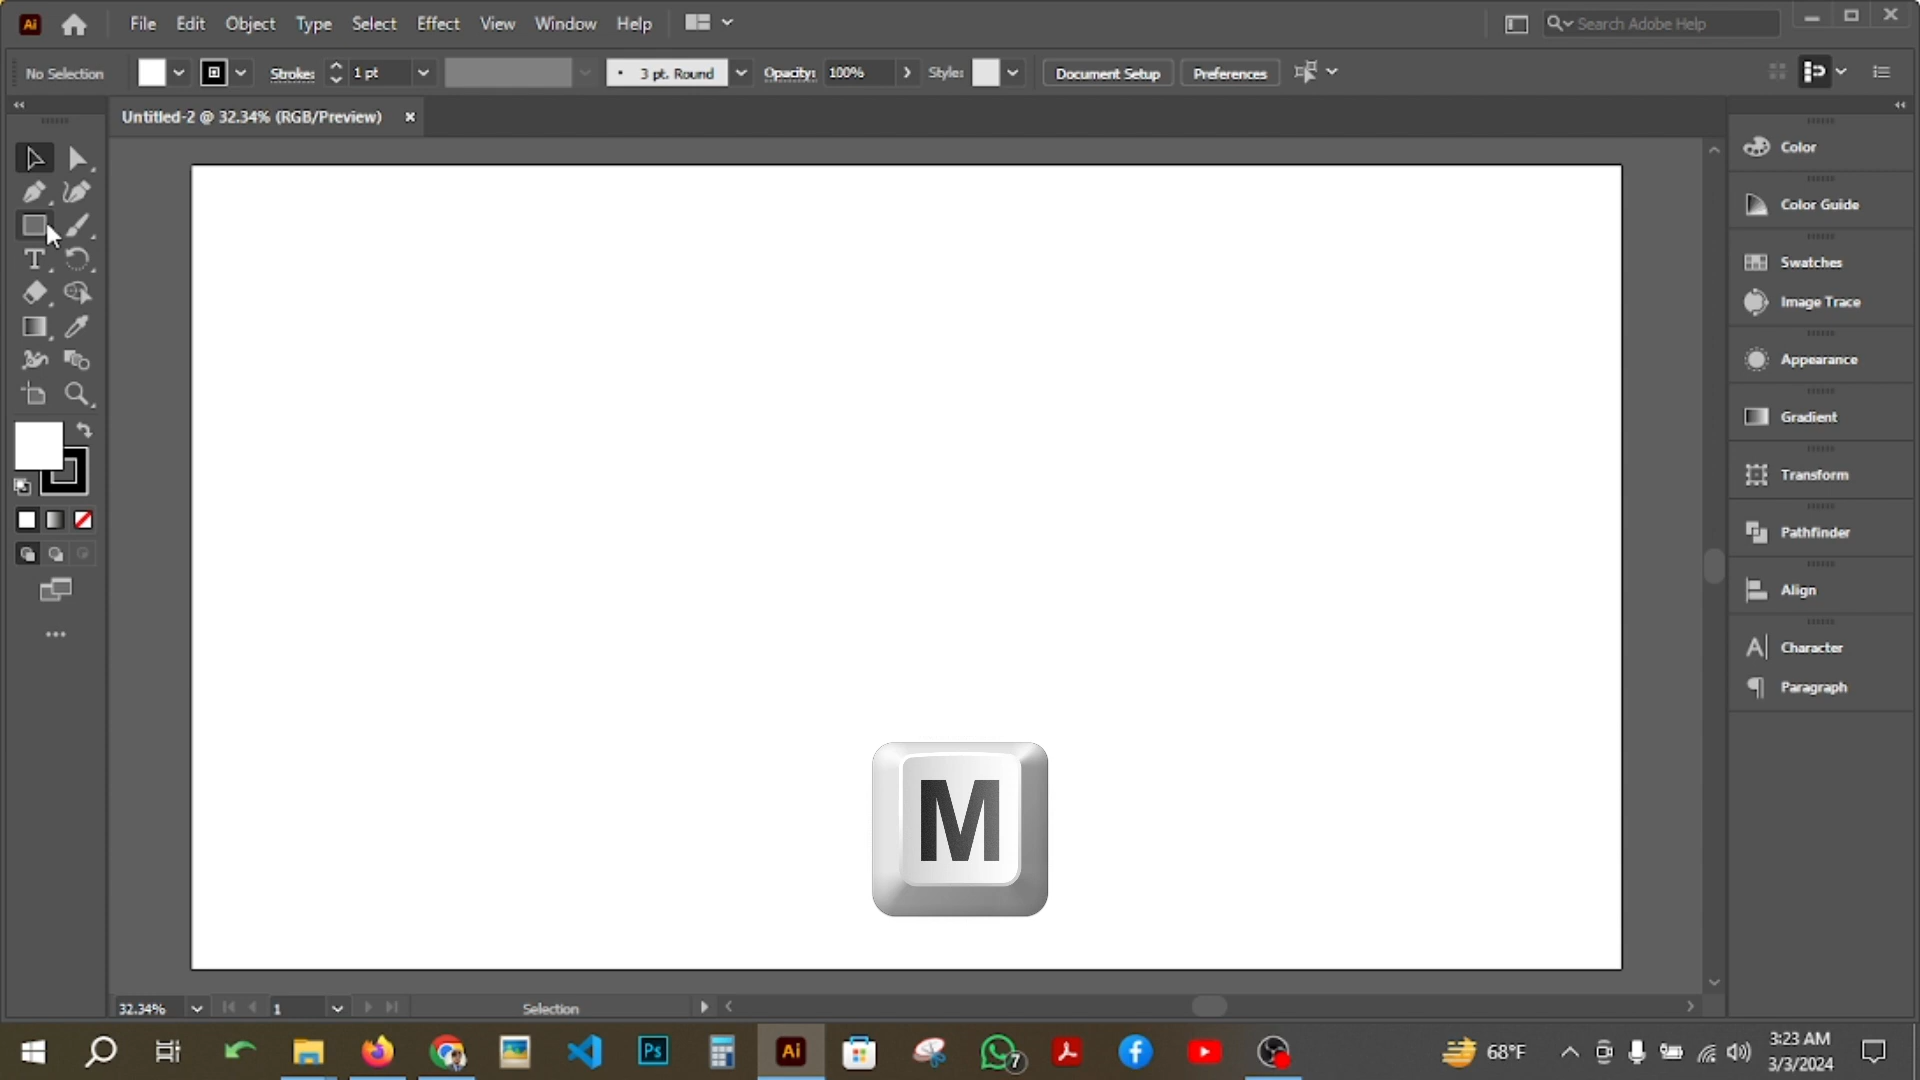 Ai File Edit Object Type Select Effect View Window Help Search Adobe Help
No Selection Stroke: 1 pt 3 pt. Round Opacity: 100% Style: Document Setup Preferences
Untitled-2 @ 32.34% (RGB/Preview)
Color
Color Guide
Swatches
Image Trace
Appearance
Gradient
Transform
Pathfinder
Align
Character
Paragraph
M
32.34% 1 Selection
Ps Ai 7 68°F 3:23 AM
3/3/2024